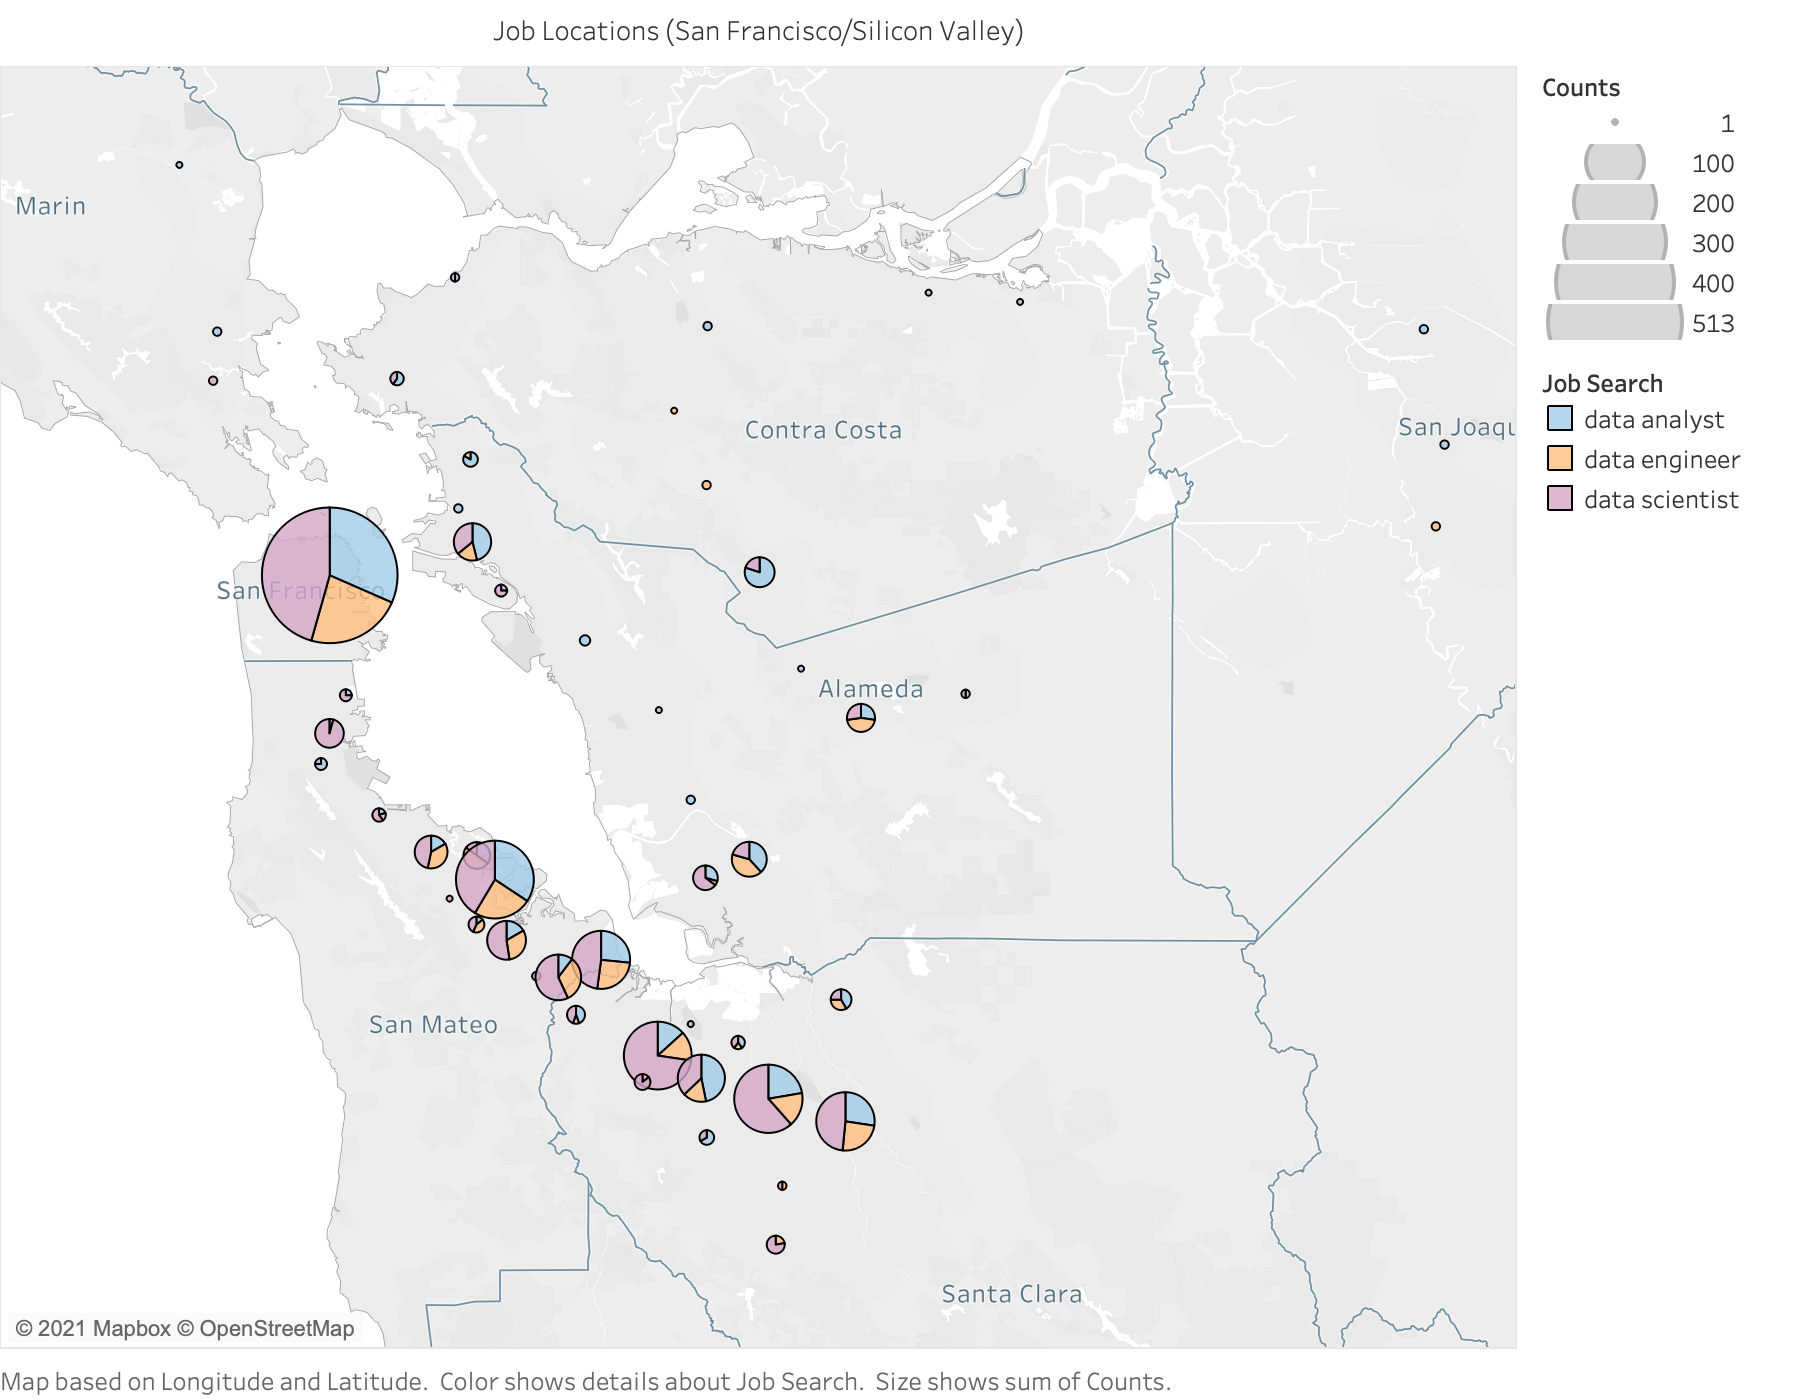 Job Locations (San Francisco/Silicon Valley)
Counts
1
100
200
300
400
513
Job Search
data analyst
data engineer
data scientist
Marin
Contra Costa
San Joaqu
San Francisco
Alameda
San Mateo
Santa Clara
© 2021 Mapbox © OpenStreetMap
Map based on Longitude and Latitude.  Color shows details about Job Search.  Size shows sum of Counts.